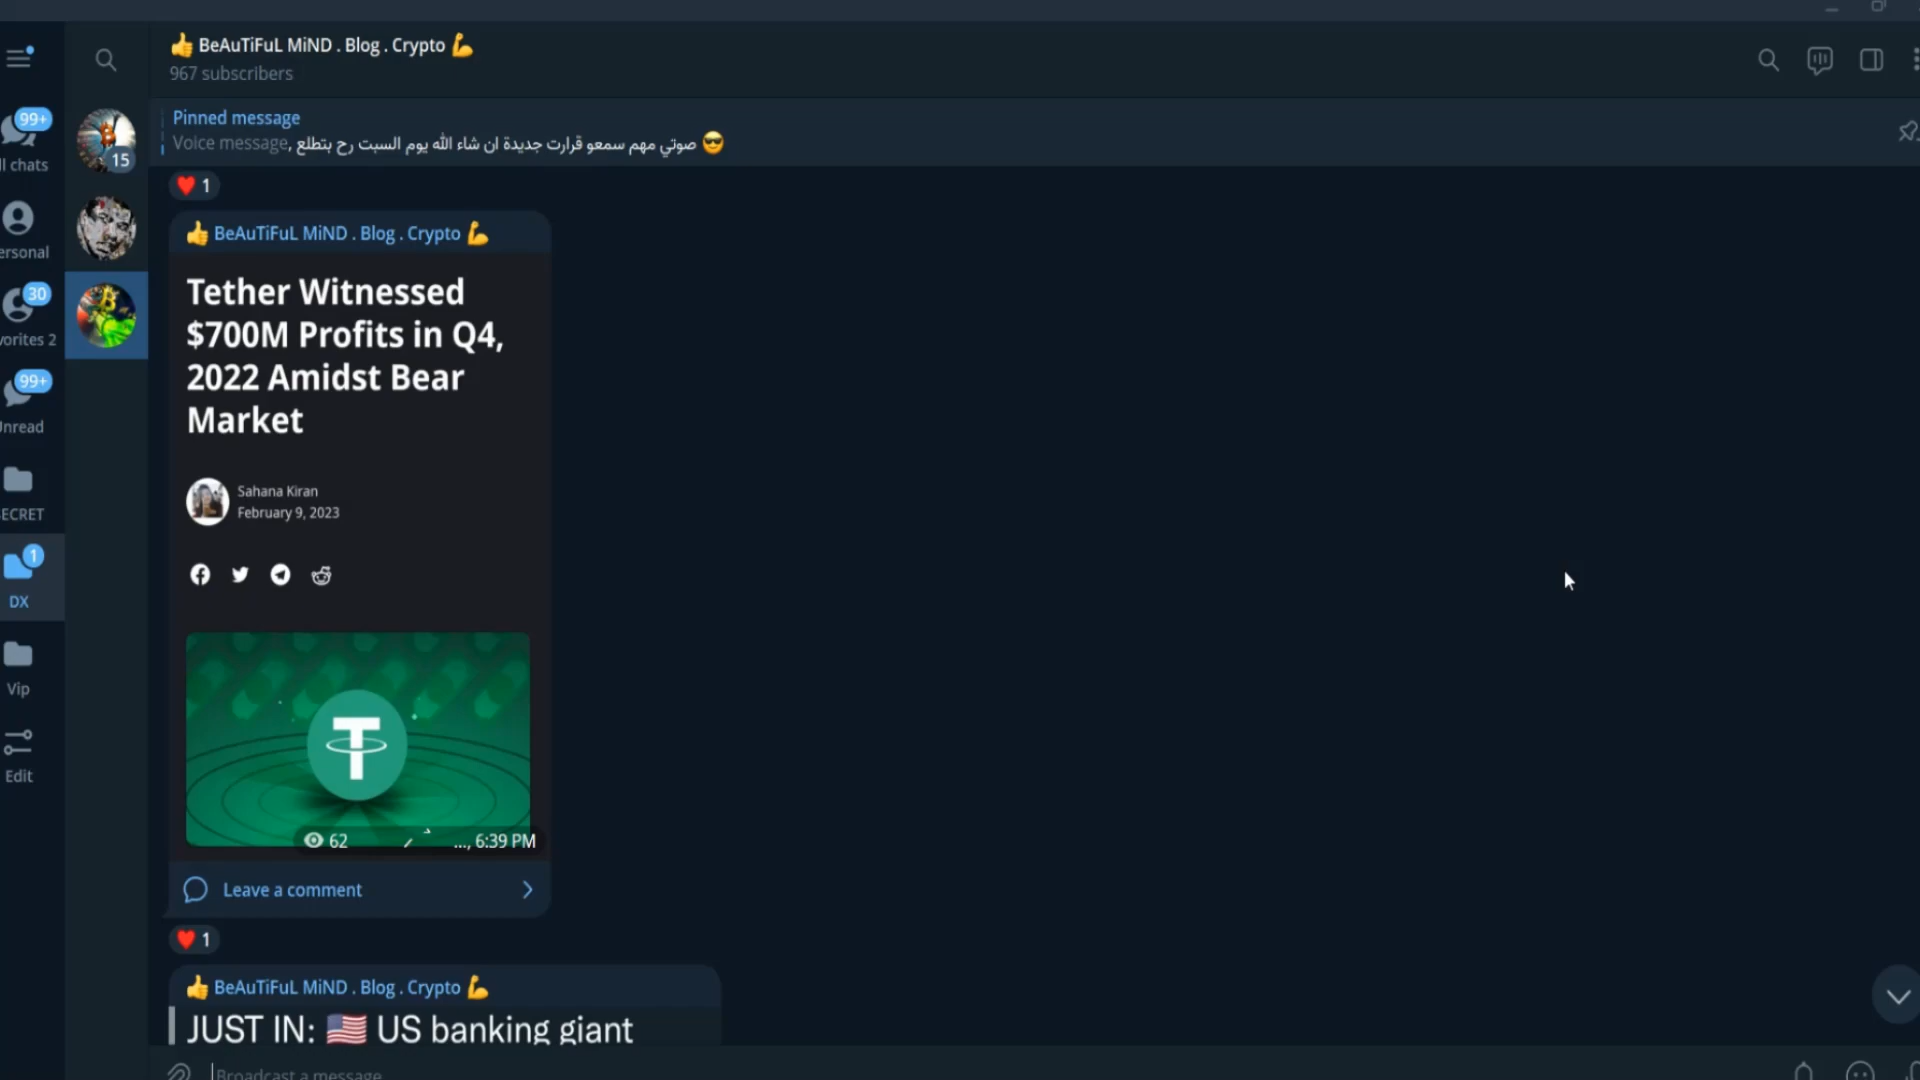 👍 BeAuTiFuL MiND . Blog . Crypto 💪
967 subscribers
Pinned message
Voice message, صوتي مهم سمعو قرارت جديدة ان شاء الله يوم السبت رح بتطلع 😎
99+
ll chats
15
ersonal
30
vorites 2
99+
Unread
ECRET
1
DX
Vip
Edit
❤️ 1
👍 BeAuTiFuL MiND . Blog . Crypto 💪
Tether Witnessed
$700M Profits in Q4,
2022 Amidst Bear
Market
Sahana Kiran
February 9, 2023
62
..., 6:39 PM
Leave a comment
❤️ 1
👍 BeAuTiFuL MiND . Blog . Crypto 💪
JUST IN: 🇺🇸 US banking giant
Broadcast a message